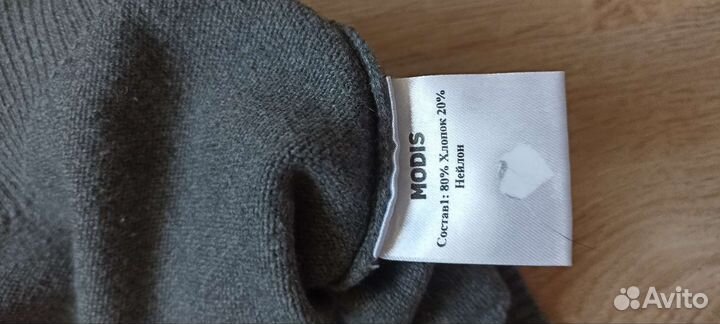 MODIS
Состав1: 80% Хлопок 20%
Нейлон
Avito